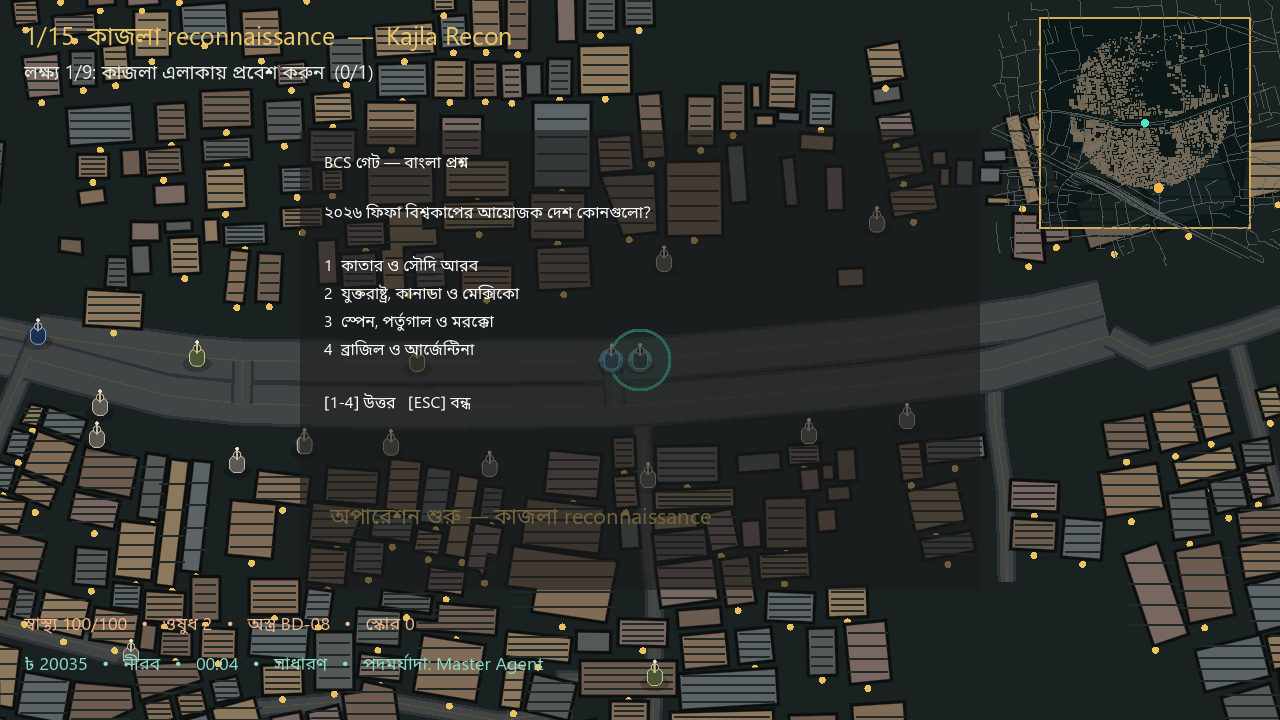 1/15. কাজলা reconnaissance — Kajla Recon
লক্ষ্য 1/9: কাজলা এলাকায় প্রবেশ করুন (0/1)
BCS গেট — বাংলা প্রশ্ন
২০২৬ ফিফা বিশ্বকাপের আয়োজক দেশ কোনগুলো?
1 কাতার ও সৌদি আরব
2 যুক্তরাষ্ট্র, কানাডা ও মেক্সিকো
3 স্পেন, পর্তুগাল ও মরক্কো
4 ব্রাজিল ও আর্জেন্টিনা
[1-4] উত্তর [ESC] বন্ধ
অপারেশন শুরু — কাজলা reconnaissance
স্বাস্থ্য 100/100 • ওষুধ 2 • অস্ত্র BD-08 • স্কোর 0
৳ 20035 • নীরব • 00:04 • সাধারণ • পদমর্যাদা: Master Agent